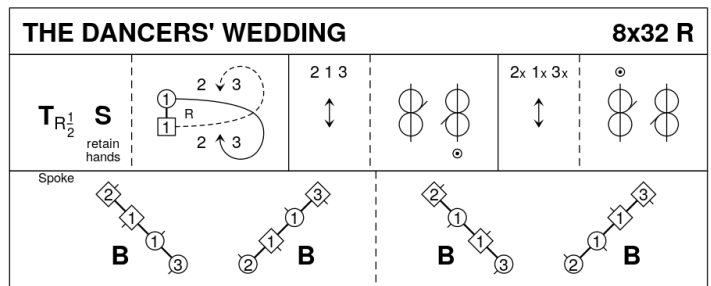 THE DANCERS' WEDDING 8x32 R
2 1 3 2x 1x 3x
2 3
1
T R 1/2 S R
1
retain hands
2 3
Spoke
2 3 2 3
1 1 1 1
1 1 1 1
B 3 2 B B 3 2 B